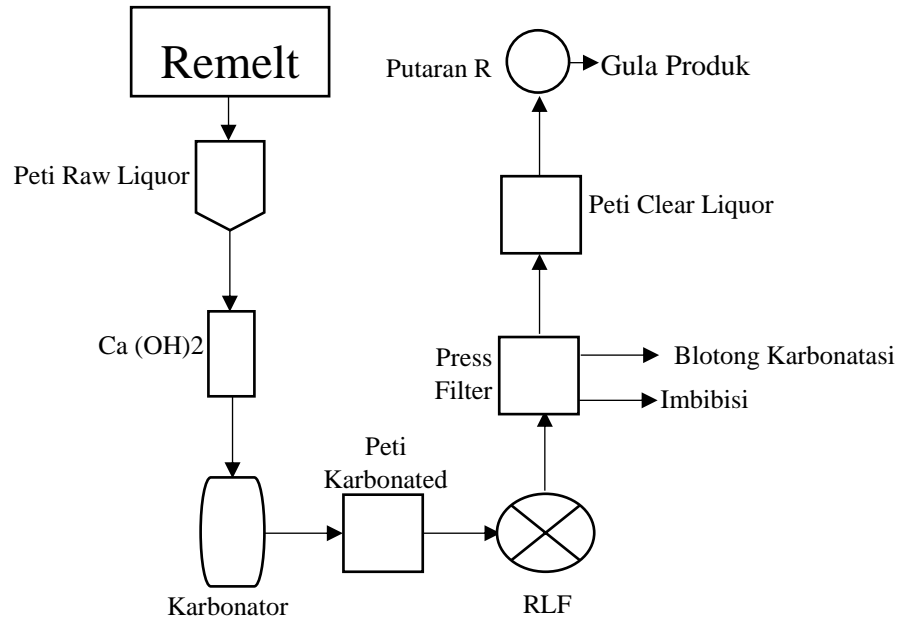 Remelt
Peti Raw Liquor
Ca (OH)2
Karbonator
Peti
Karbonated
RLF
Press
Filter
Blotong Karbonatasi
Imbibisi
Peti Clear Liquor
Putaran R
Gula Produk